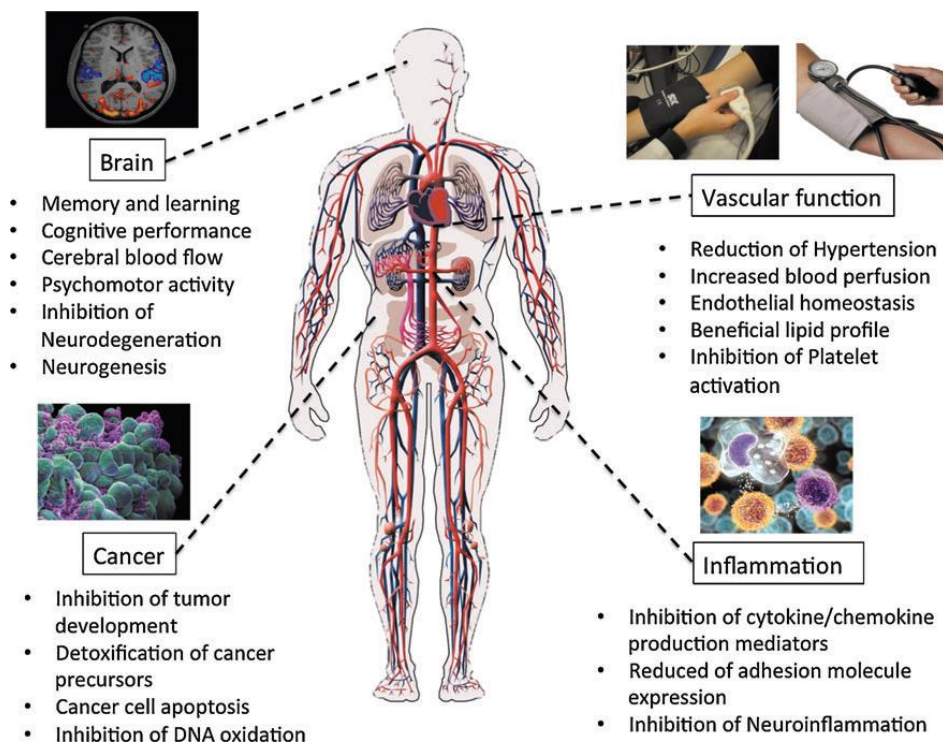 Brain
• Memory and learning
• Cognitive performance
• Cerebral blood flow
• Psychomotor activity
• Inhibition of
Neurodegeneration
• Neurogenesis
Vascular function
• Reduction of Hypertension
• Increased blood perfusion
• Endothelial homeostasis
• Beneficial lipid profile
• Inhibition of Platelet
activation
Cancer
• Inhibition of tumor
development
• Detoxification of cancer
precursors
• Cancer cell apoptosis
• Inhibition of DNA oxidation
Inflammation
• Inhibition of cytokine/chemokine
production mediators
• Reduced of adhesion molecule
expression
• Inhibition of Neuroinflammation